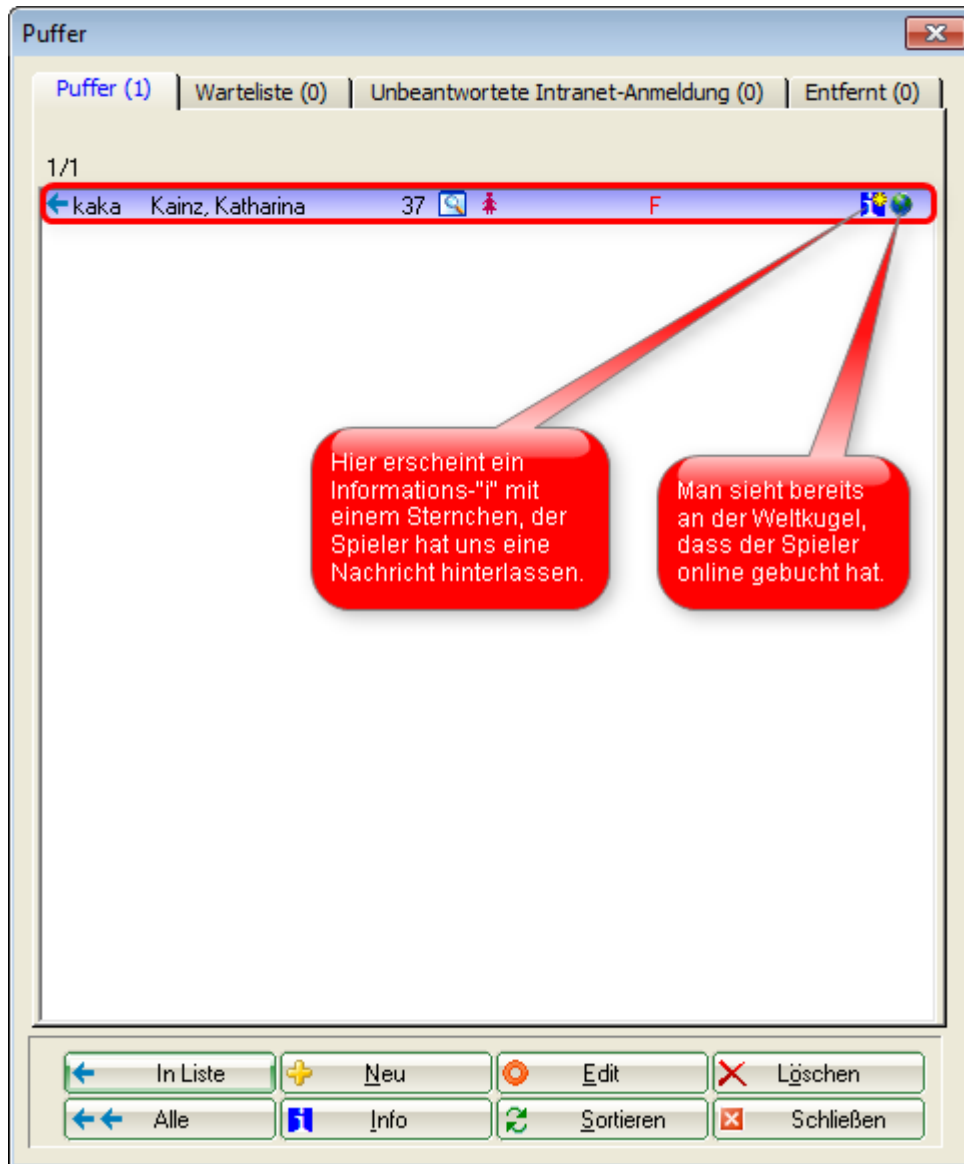 Puffer
Puffer (1) Warteliste (0) Unbeantwortete Intranet-Anmeldung (0) Entfernt (0)
1/1
kaka Kainz, Katharina 37 F
Hier erscheint ein
Informations-"i" mit
einem Sternchen, der
Spieler hat uns eine
Nachricht hinterlassen.
Man sieht bereits
an der Weltkugel,
dass der Spieler
online gebucht hat.
In Liste Neu Edit Löschen
Alle Info Sortieren Schließen